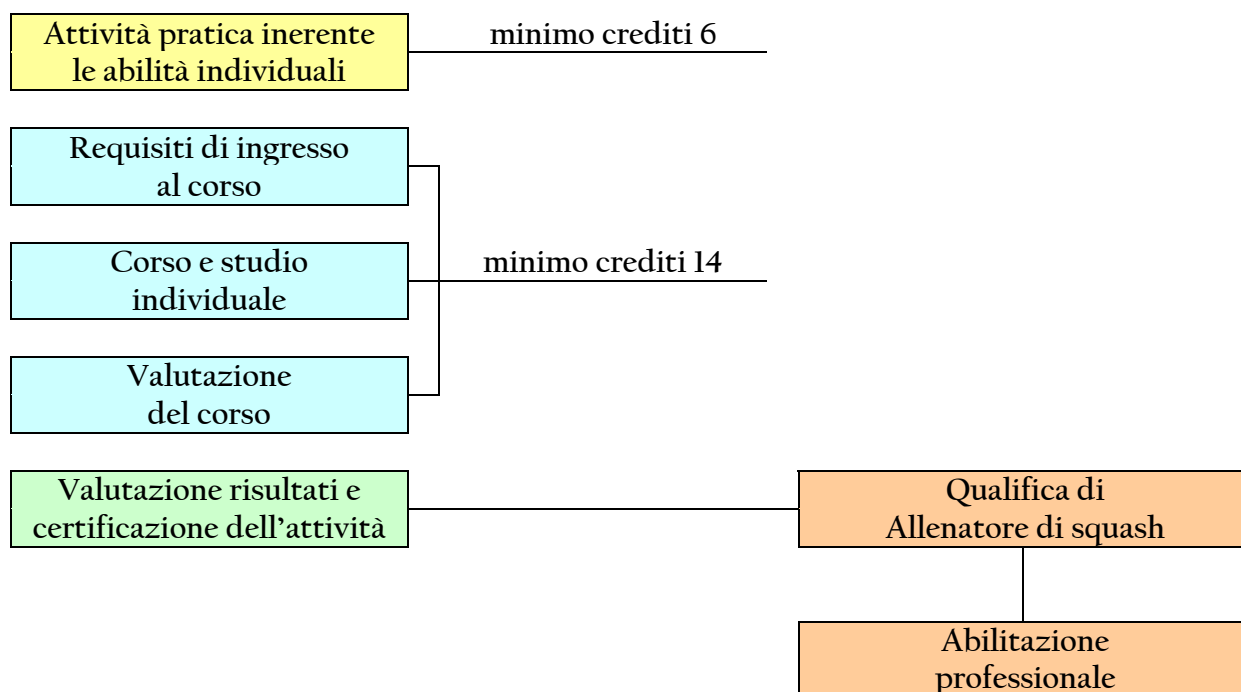 Attività pratica inerente
le abilità individuali
minimo crediti 6
Requisiti di ingresso
al corso
Corso e studio
individuale
minimo crediti 14
Valutazione
del corso
Valutazione risultati e
certificazione dell'attività
Qualifica di
Allenatore di squash
Abilitazione
professionale